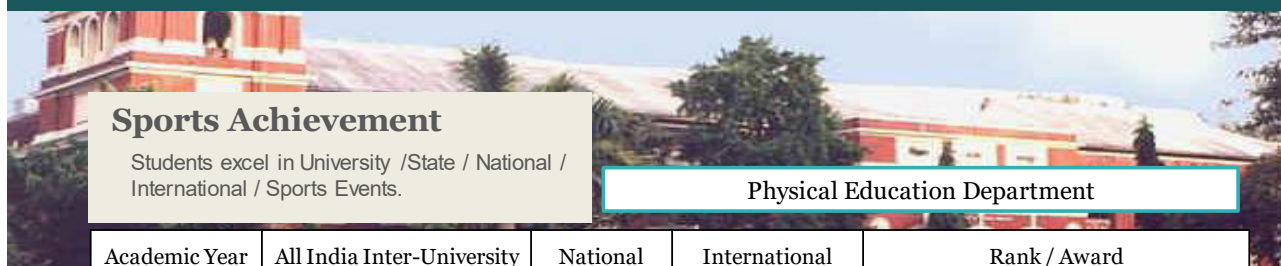 Sports Achievement
Students excel in University /State / National /
International / Sports Events.
Physical Education Department
Academic Year All India Inter-University National International Rank / Award